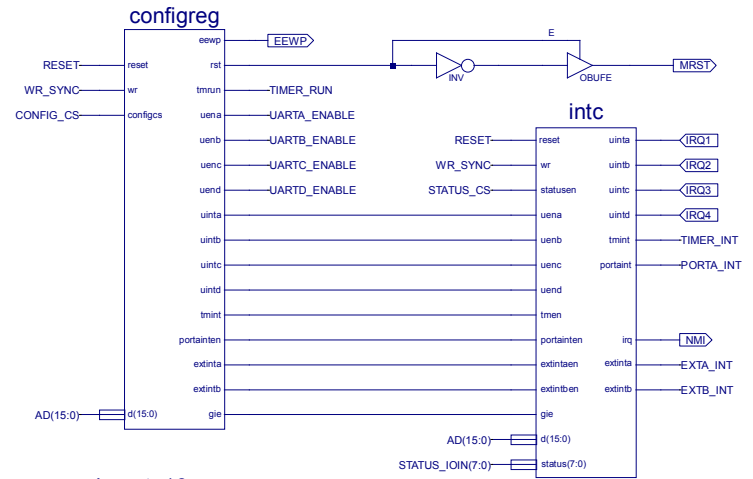 configreg
eewp
EEWP
E
RESET
reset
rst
INV
OBUFE
MRST
WR_SYNC
wr
tmrun
TIMER_RUN
CONFIG_CS
configcs
uena
UARTA_ENABLE
intc
uenb
UARTB_ENABLE
RESET
reset
uinta
IRQ1
uenc
UARTC_ENABLE
WR_SYNC
wr
uintb
IRQ2
uend
UARTD_ENABLE
STATUS_CS
statusen
uintc
IRQ3
uinta
uena
uintd
IRQ4
uintb
uenb
tmint
TIMER_INT
uintc
uenc
portaint
PORTA_INT
uintd
uend
tmint
tmen
portainten
portainten
irq
NMI
extinta
extintaen
extinta
EXTA_INT
extintb
extintben
extintb
EXTB_INT
AD(15:0)
d(15:0)
gie
gie
AD(15:0)
d(15:0)
STATUS_IOIN(7:0)
status(7:0)